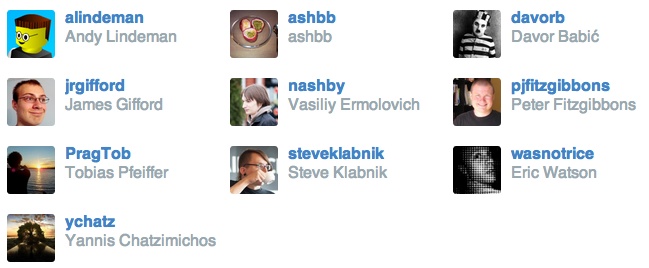 alindeman
Andy Lindeman
ashbb
ashbb
davorb
Davor Babić
jrgifford
James Gifford
nashby
Vasiliy Ermolovich
pjfitzgibbons
Peter Fitzgibbons
PragTob
Tobias Pfeiffer
steveklabnik
Steve Klabnik
wasnotrice
Eric Watson
ychatz
Yannis Chatzimichos